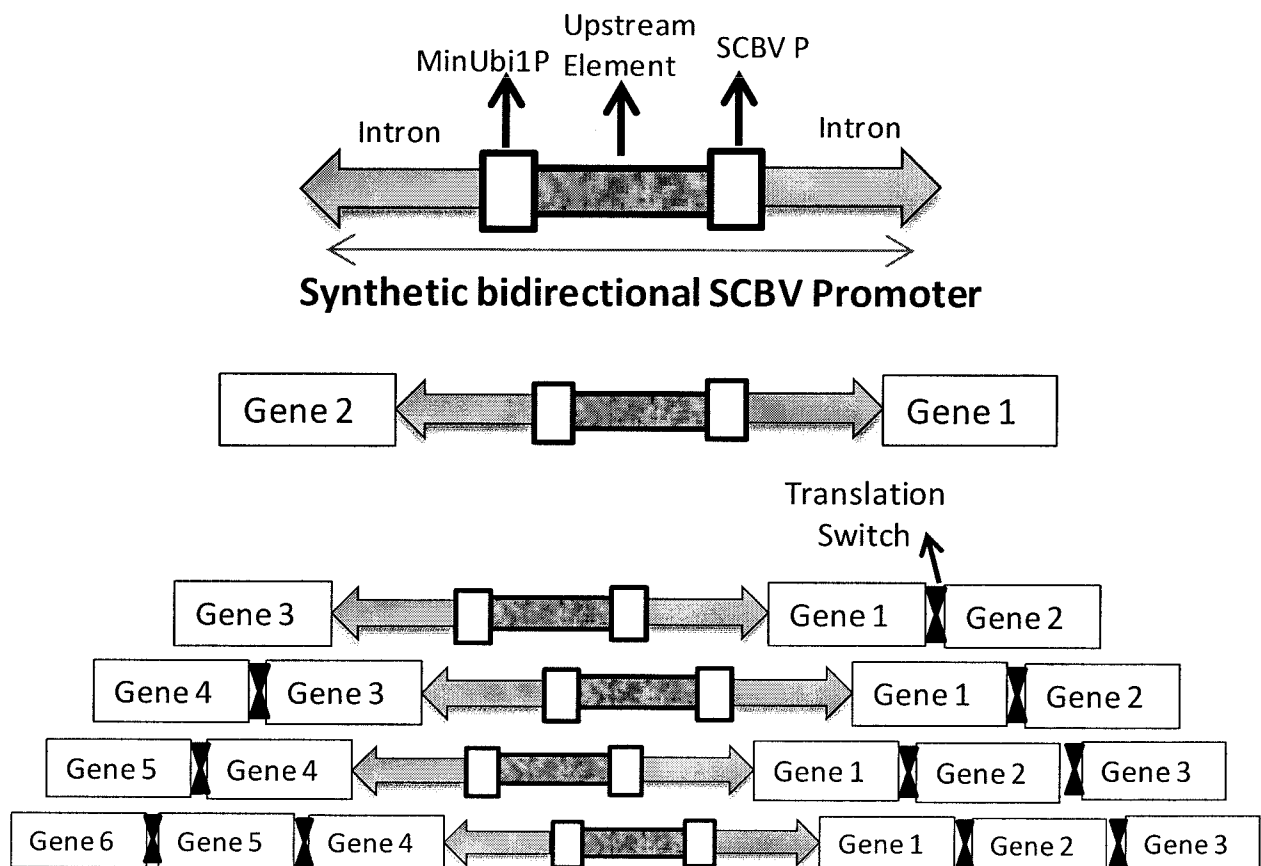 Upstream
MinUbi1P Element SCBV P
Intron Intron
Synthetic bidirectional SCBV Promoter
Gene 2 Gene 1
Translation
Switch
Gene 3 Gene 1 Gene 2
Gene 4 Gene 3 Gene 1 Gene 2
Gene 5 Gene 4 Gene 1 Gene 2 Gene 3
Gene 6 Gene 5 Gene 4 Gene 1 Gene 2 Gene 3